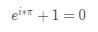 e^{i*π} + 1 = 0